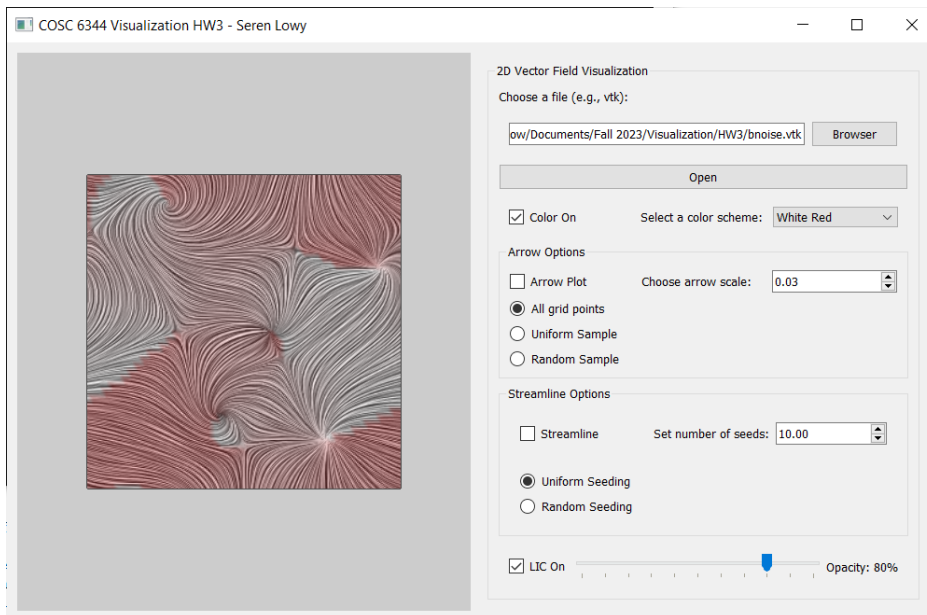 COSC 6344 Visualization HW3 - Seren Lowy
2D Vector Field Visualization
Choose a file (e.g., vtk):
ow/Documents/Fall 2023/Visualization/HW3/bnoise.vtk Browser
Open
Color On Select a color scheme: White Red
Arrow Options
Arrow Plot Choose arrow scale: 0.03
All grid points
Uniform Sample
Random Sample
Streamline Options
Streamline Set number of seeds: 10.00
Uniform Seeding
Random Seeding
LIC On Opacity: 80%